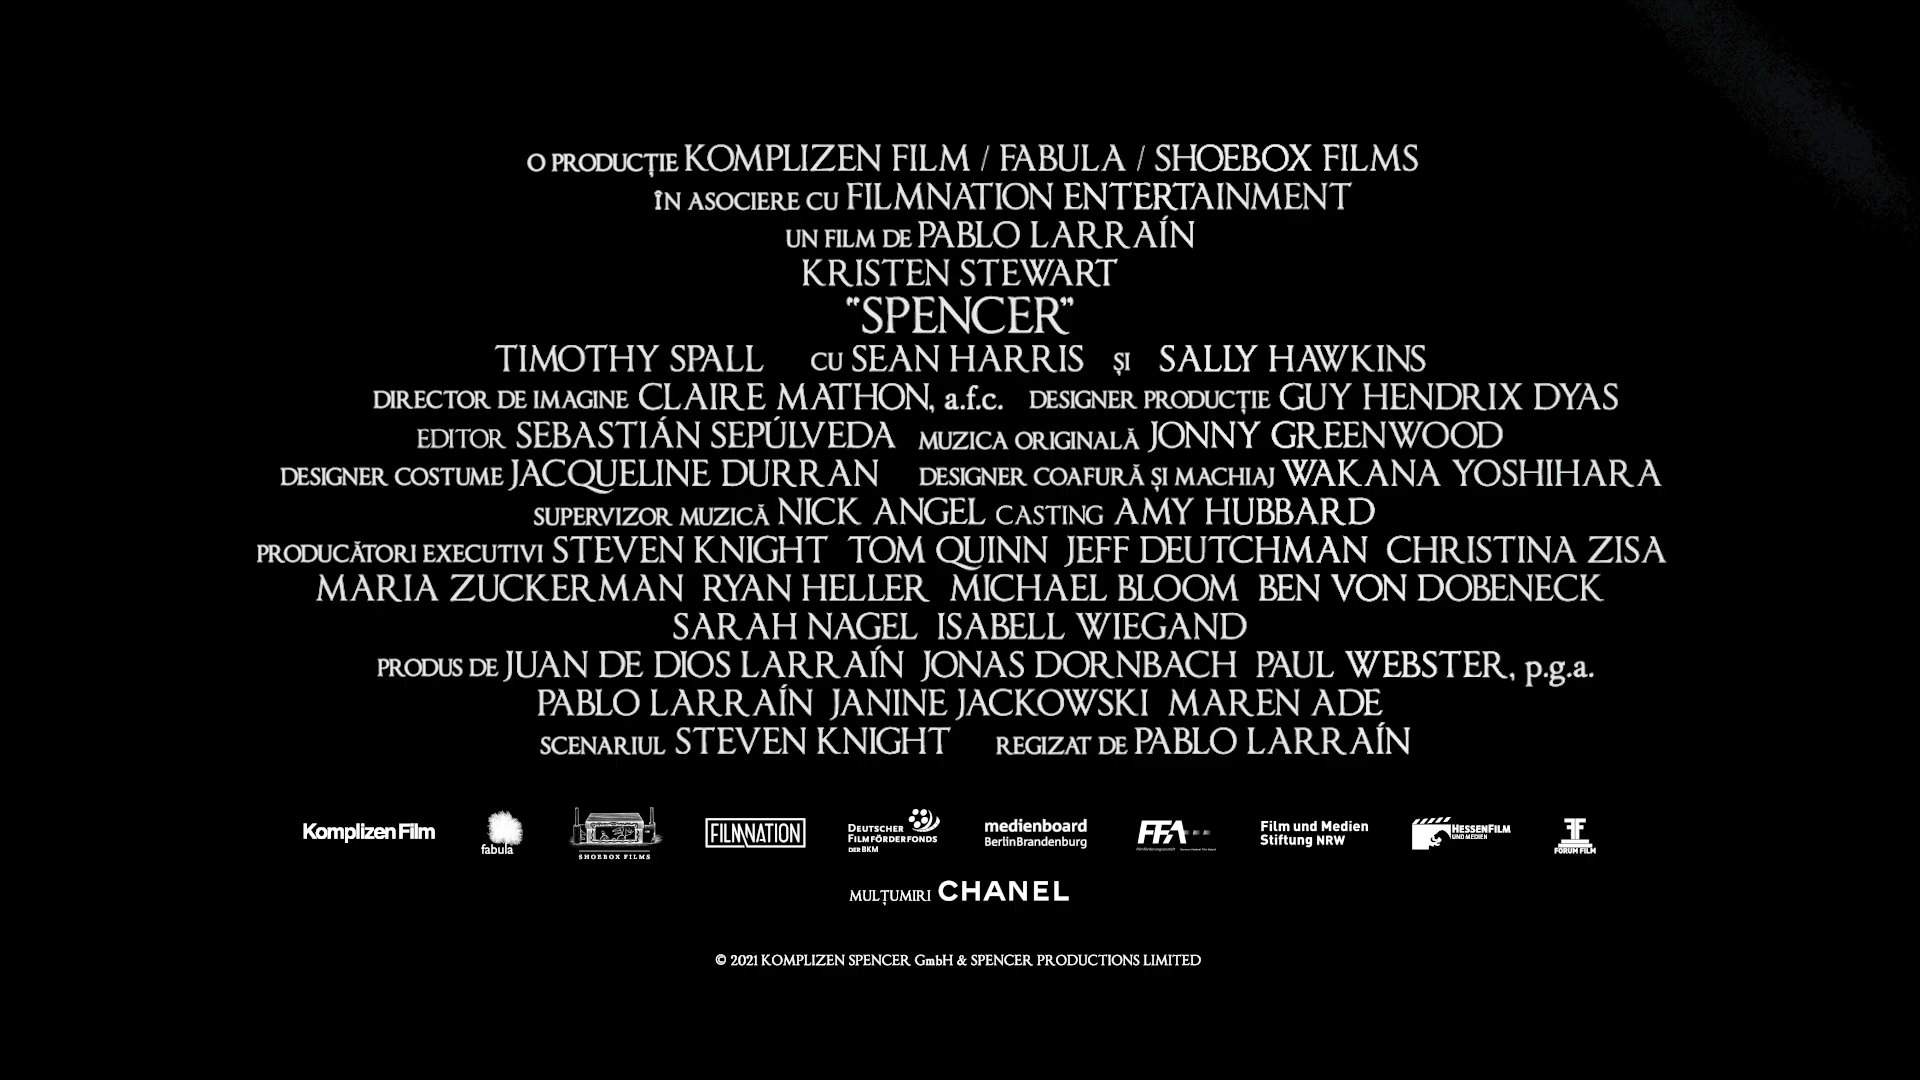 O PRODUCȚIE KOMPLIZEN FILM / FABULA / SHOEBOX FILMS
ÎN ASOCIERE CU FILMNATION ENTERTAINMENT
UN FILM DE PABLO LARRAÍN
KRISTEN STEWART
"SPENCER"
TIMOTHY SPALL CU SEAN HARRIS ȘI SALLY HAWKINS
DIRECTOR DE IMAGINE CLAIRE MATHON, a.f.c. DESIGNER PRODUCȚIE GUY HENDRIX DYAS
EDITOR SEBASTIÁN SEPÚLVEDA MUZICA ORIGINALĂ JONNY GREENWOOD
DESIGNER COSTUME JACQUELINE DURRAN DESIGNER COAFURĂ ȘI MACHIAJ WAKANA YOSHIHARA
SUPERVIZOR MUZICĂ NICK ANGEL CASTING AMY HUBBARD
PRODUCĂTORI EXECUTIVI STEVEN KNIGHT TOM QUINN JEFF DEUTCHMAN CHRISTINA ZISA
MARIA ZUCKERMAN RYAN HELLER MICHAEL BLOOM BEN VON DOBENECK
SARAH NAGEL ISABELL WIEGAND
PRODUS DE JUAN DE DIOS LARRAÍN JONAS DORNBACH PAUL WEBSTER, p.g.a.
PABLO LARRAÍN JANINE JACKOWSKI MAREN ADE
SCENARIUL STEVEN KNIGHT REGIZAT DE PABLO LARRAÍN
Komplizen Film
fabula
SHOEBOX FILMS
FILMNATION
DEUTSCHER
FILMFÖRDERFONDS
DER BKM
medienboard
BerlinBrandenburg
FFA
Film und Medien
Stiftung NRW
HESSENFILM
UND MEDIEN
FORUM FILM
MULȚUMIRI CHANEL
© 2021 KOMPLIZEN SPENCER GmbH & SPENCER PRODUCTIONS LIMITED